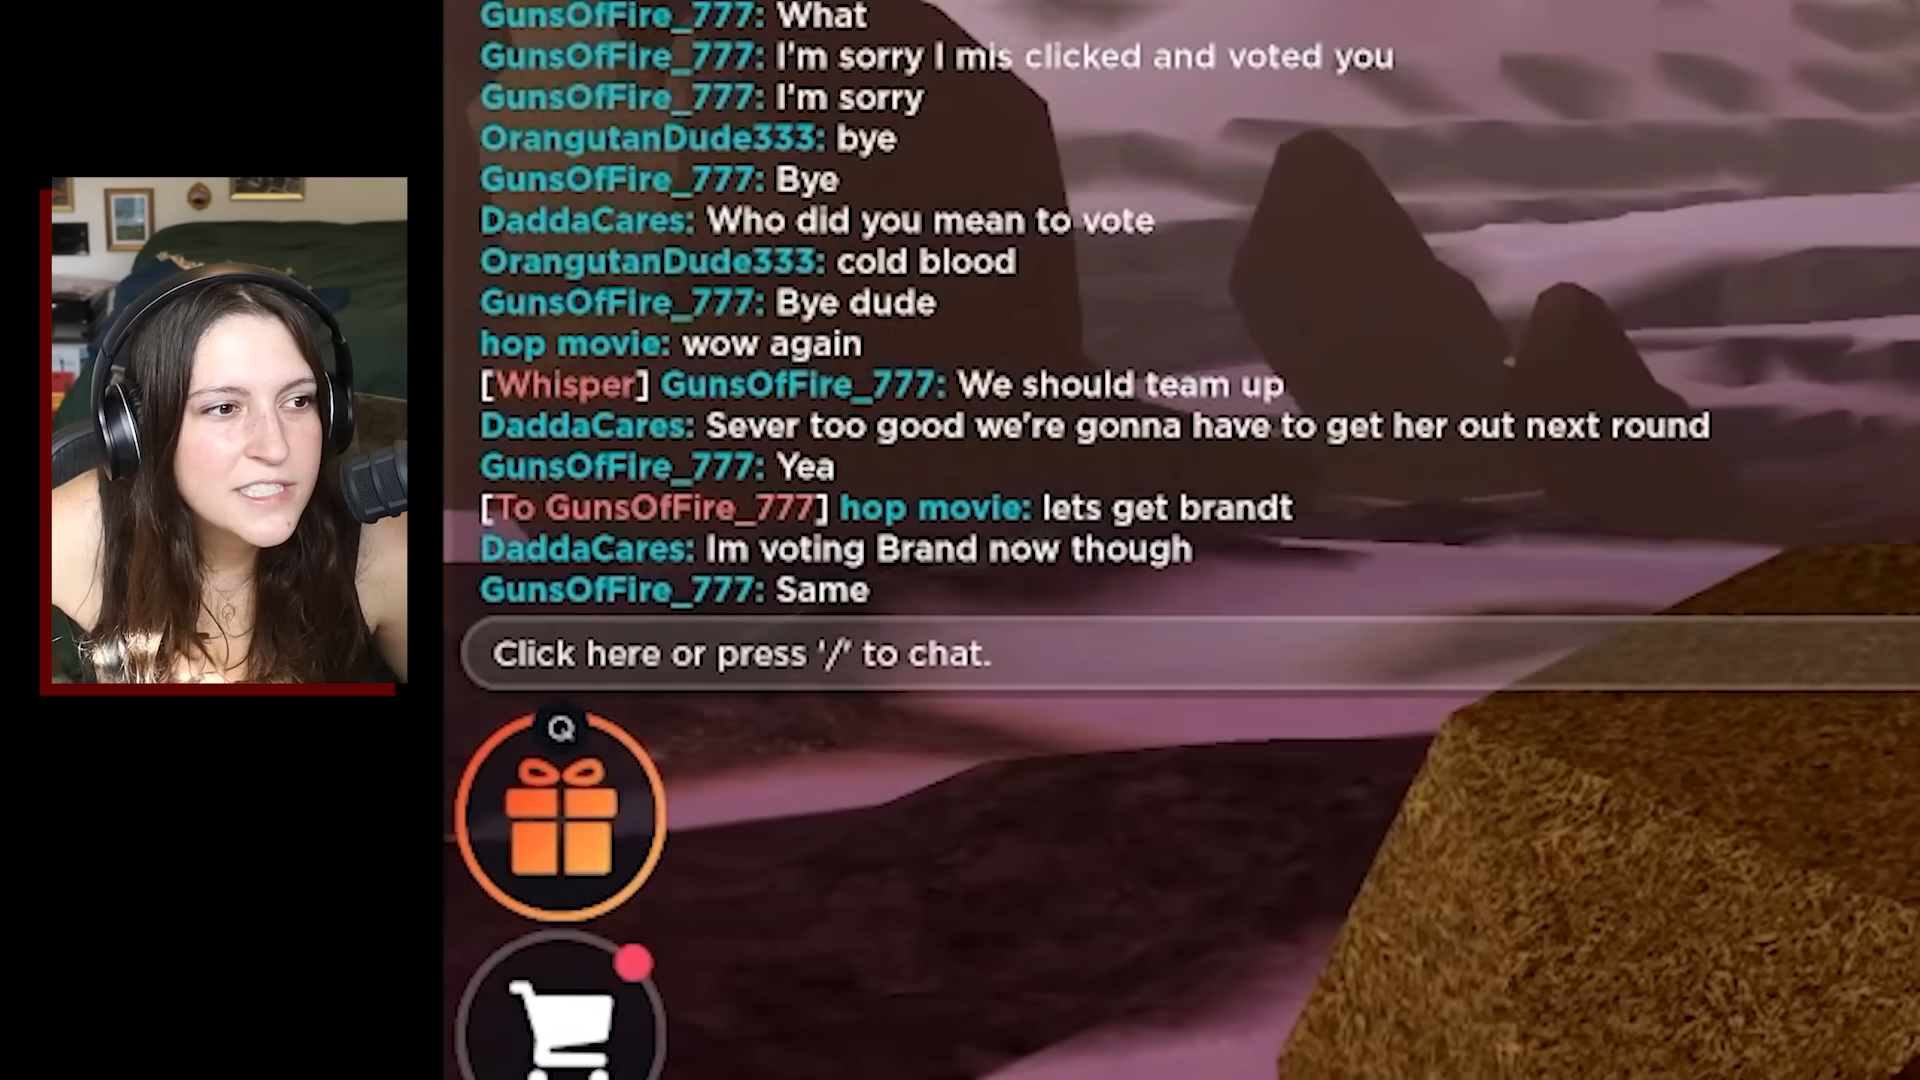 GunsOfFire_777: What
GunsOfFire_777: I'm sorry I mis clicked and voted you
GunsOfFire_777: I'm sorry
OrangutanDude333: bye
GunsOfFire_777: Bye
DaddaCares: Who did you mean to vote
OrangutanDude333: cold blood
GunsOfFire_777: Bye dude
hop movie: wow again
[Whisper] GunsOfFire_777: We should team up
DaddaCares: Sever too good we're gonna have to get her out next round
GunsOfFire_777: Yea
[To GunsOfFire_777] hop movie: lets get brandt
DaddaCares: Im voting Brand now though
GunsOfFire_777: Same
Click here or press '/' to chat.
Q